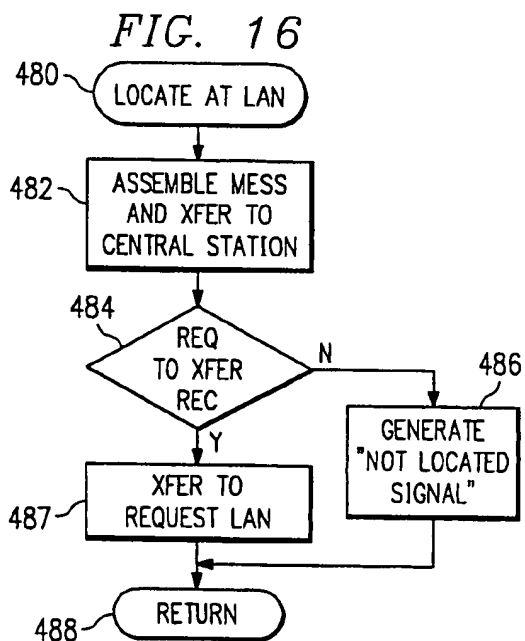 FIG. 16
480
LOCATE AT LAN
482
ASSEMBLE MESS
AND XFER TO
CENTRAL STATION
484
REQ
TO XFER
REC
N
486
Y
GENERATE
"NOT LOCATED
SIGNAL"
487
XFER TO
REQUEST LAN
488
RETURN